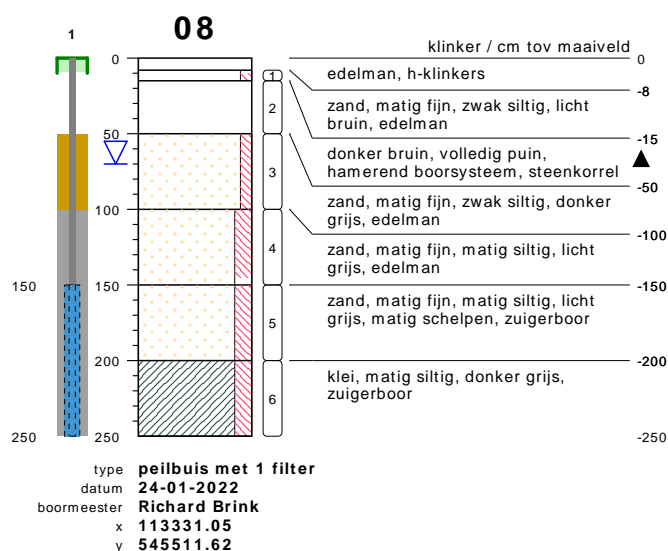 1
08
klinker / cm tov maaiveld
0
0
edelman, h-klinkers
1
-8
zand, matig fijn, zwak siltig, licht
bruin, edelman
2
-15
50
donker bruin, volledig puin,
hamerend boorsysteem, steenkorrel
3
-50
zand, matig fijn, zwak siltig, donker
grijs, edelman
100
-100
zand, matig fijn, matig siltig, licht
grijs, edelman
4
150
150
-150
zand, matig fijn, matig siltig, licht
grijs, matig schelpen, zuigerboor
5
200
-200
klei, matig siltig, donker grijs,
zuigerboor
6
250
250
-250
type peilbuis met 1 filter
datum 24-01-2022
boormeester Richard Brink
x 113331.05
y 545511.62